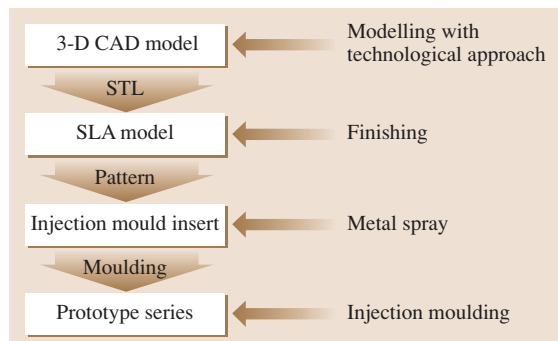 3-D CAD model
Modelling with
technological approach
STL
SLA model
Finishing
Pattern
Injection mould insert
Metal spray
Moulding
Prototype series
Injection moulding